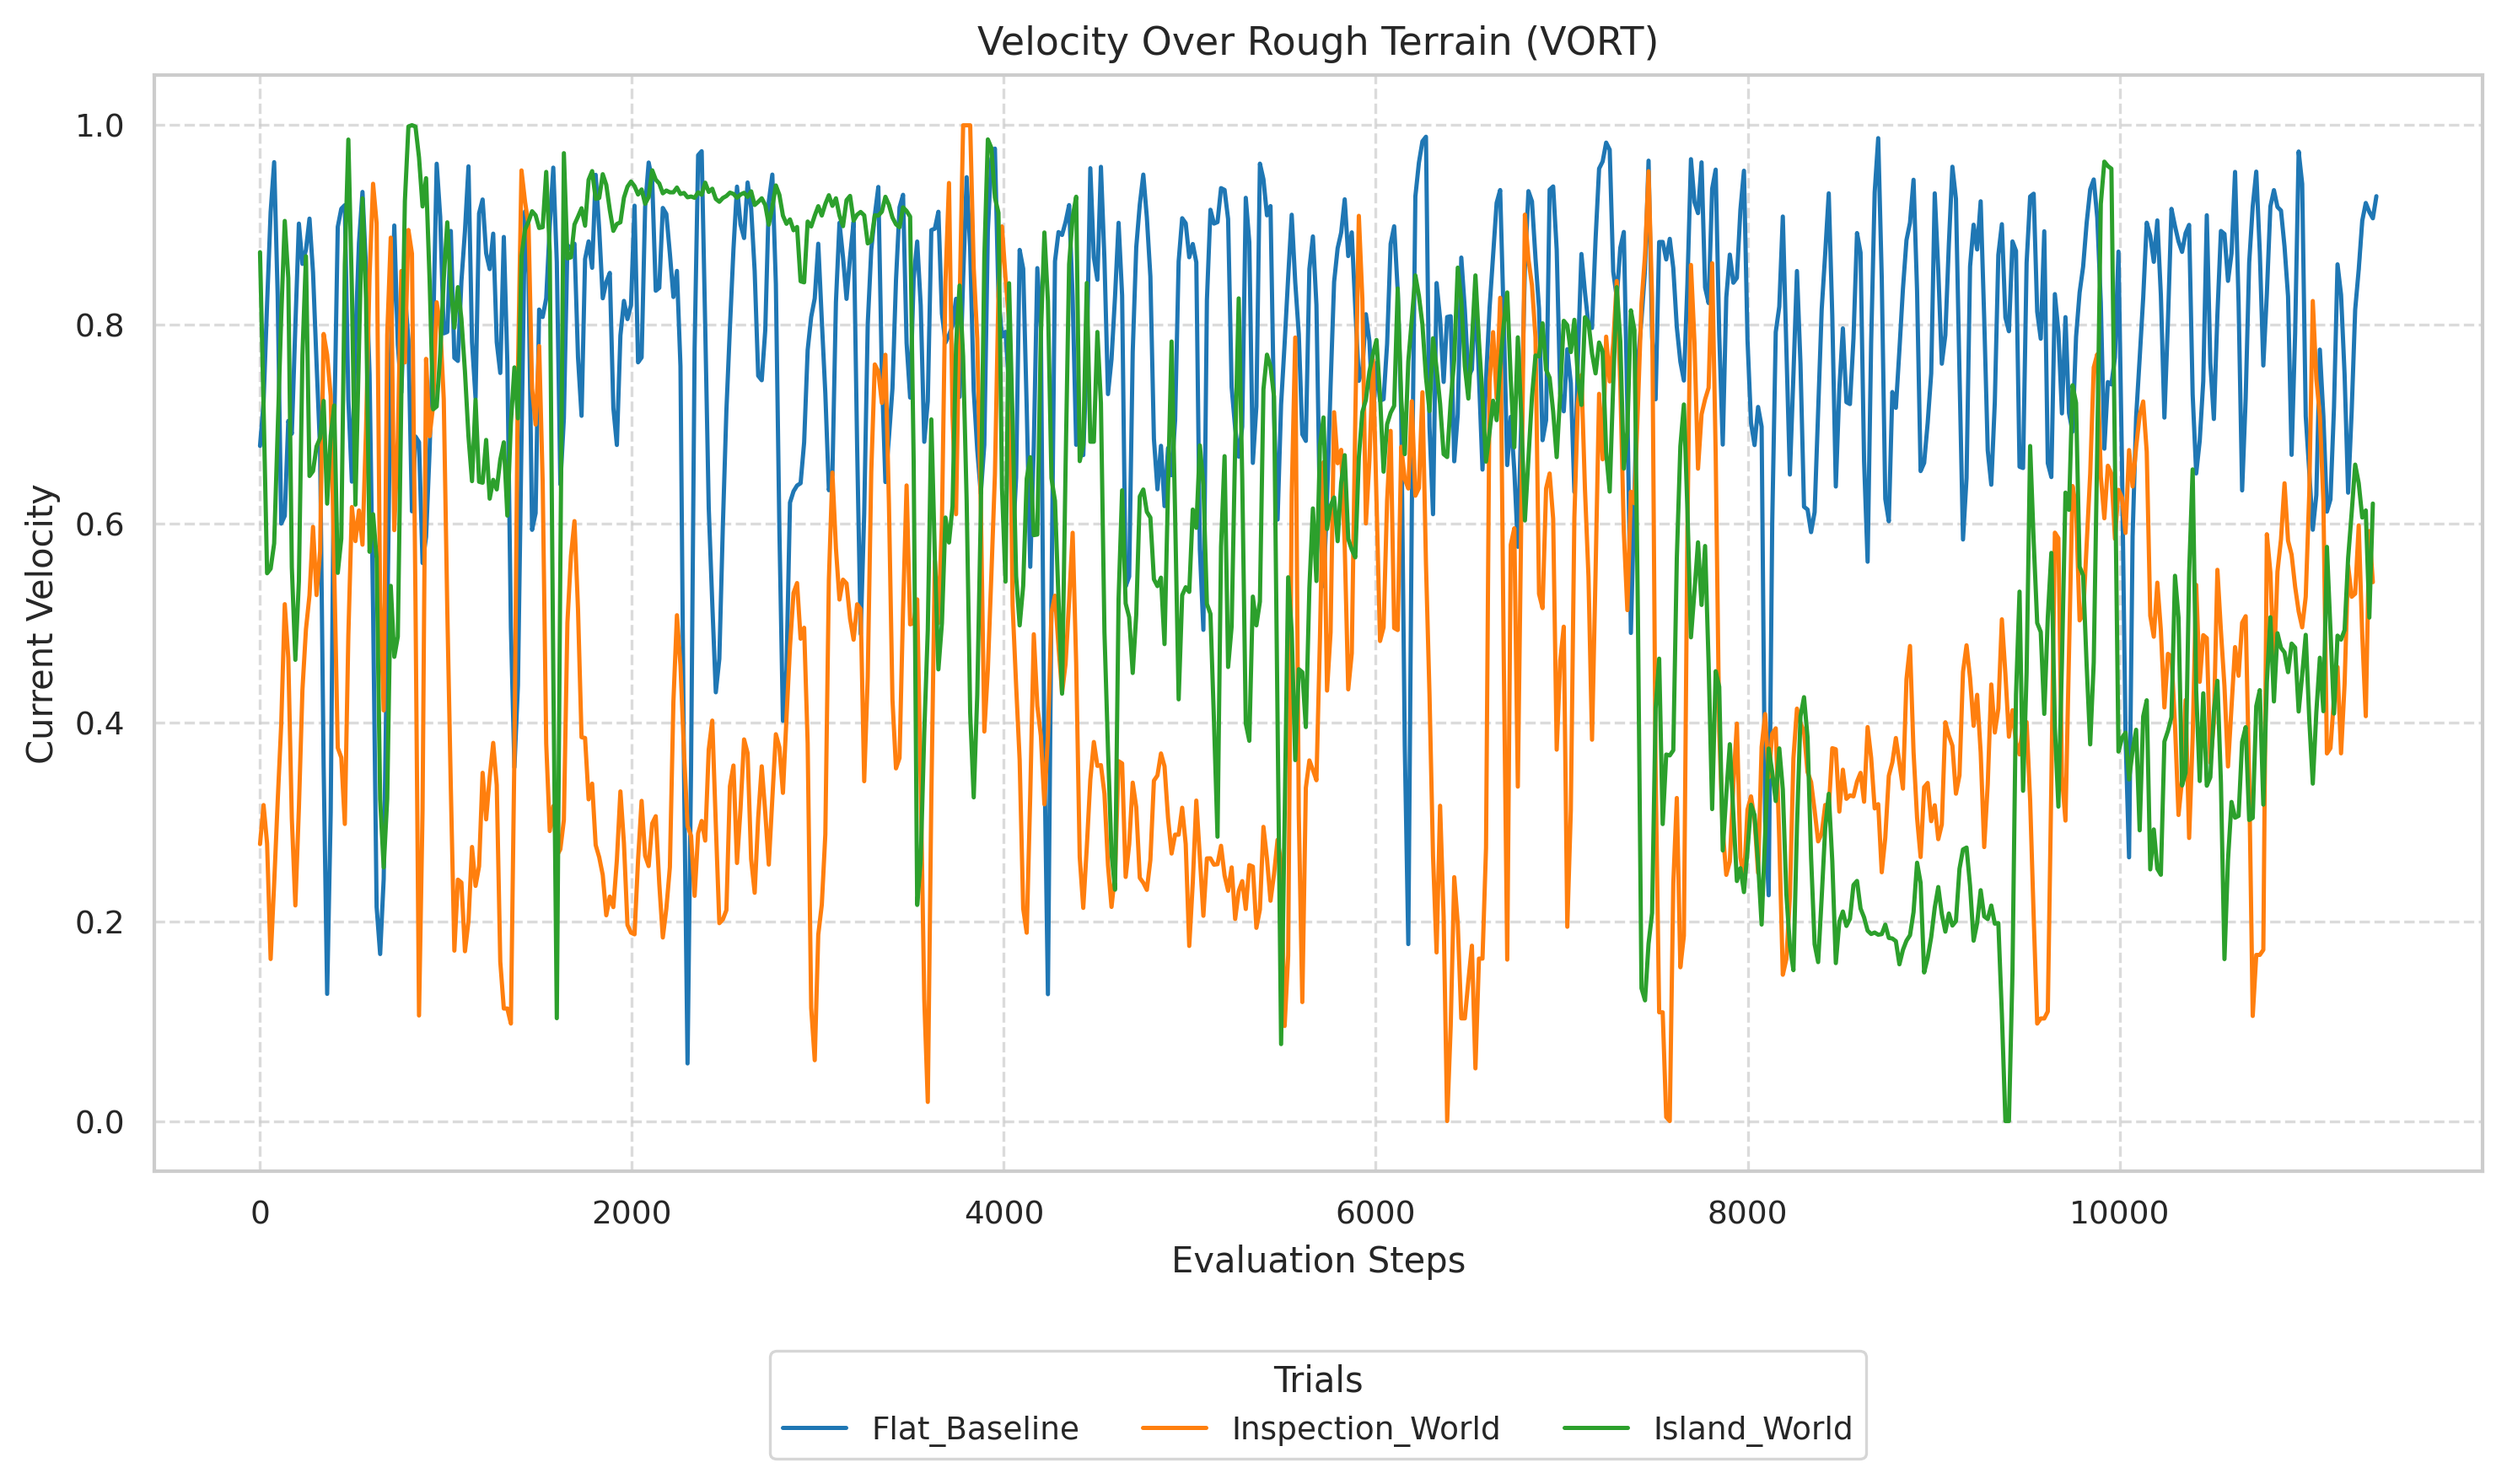 Velocity Over Rough Terrain (VORT)
1.0
0.8
0.6
0.4
0.2
0.0
Current Velocity
0 2000 4000 6000 8000 10000
Evaluation Steps
Trials
Flat_Baseline Inspection_World Island_World